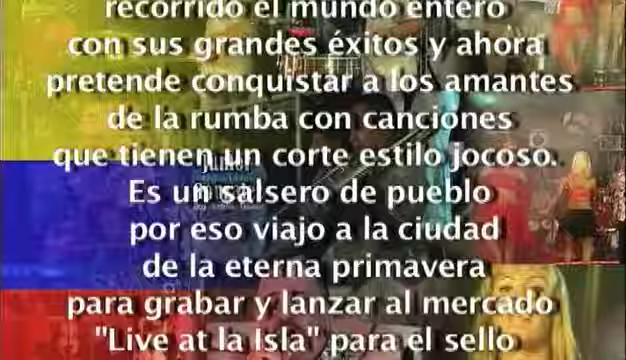 recorrido el mundo entero
con sus grandes éxitos y ahora
pretende conquistar a los amantes
de la rumba con canciones
que tienen un corte estilo jocoso.
Es un salsero de pueblo
por eso viajo a la ciudad
de la eterna primavera
para grabar y lanzar al mercado
"Live at la Isla" para el sello